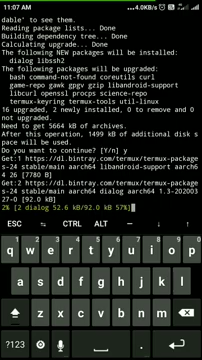 11:07 AM ...4.0KB/s
dable' to see them.
Reading package lists... Done
Building dependency tree... Done
Calculating upgrade... Done
The following NEW packages will be installed:
dialog libssh2
The following packages will be upgraded:
bash command-not-found coreutils curl
game-repo gawk gpgv libandroid-support
libcurl openssl procps science-repo
termux-keyring termux-tools util-linux
16 upgraded, 2 newly installed, 0 to remove and 0
not upgraded.
Need to get 5664 kB of archives.
After this operation, 1499 kB of additional disk s
pace will be used.
Do you want to continue? [Y/n] y
Get:1 https://dl.bintray.com/termux/termux-package
s-24 stable/main aarch64 libandroid-support aarch6
4 26 [7780 B]
Get:2 https://dl.bintray.com/termux/termux-package
s-24 stable/main aarch64 dialog aarch64 1.3-202003
27-0 [92.0 kB]
2% [2 dialog 52.6 kB/92.0 kB 57%]
ESC ⇆ CTRL ALT — ↓ ↑
q w e r t y u i o p
a s d f g h j k l
z x c v b n m
?123 .